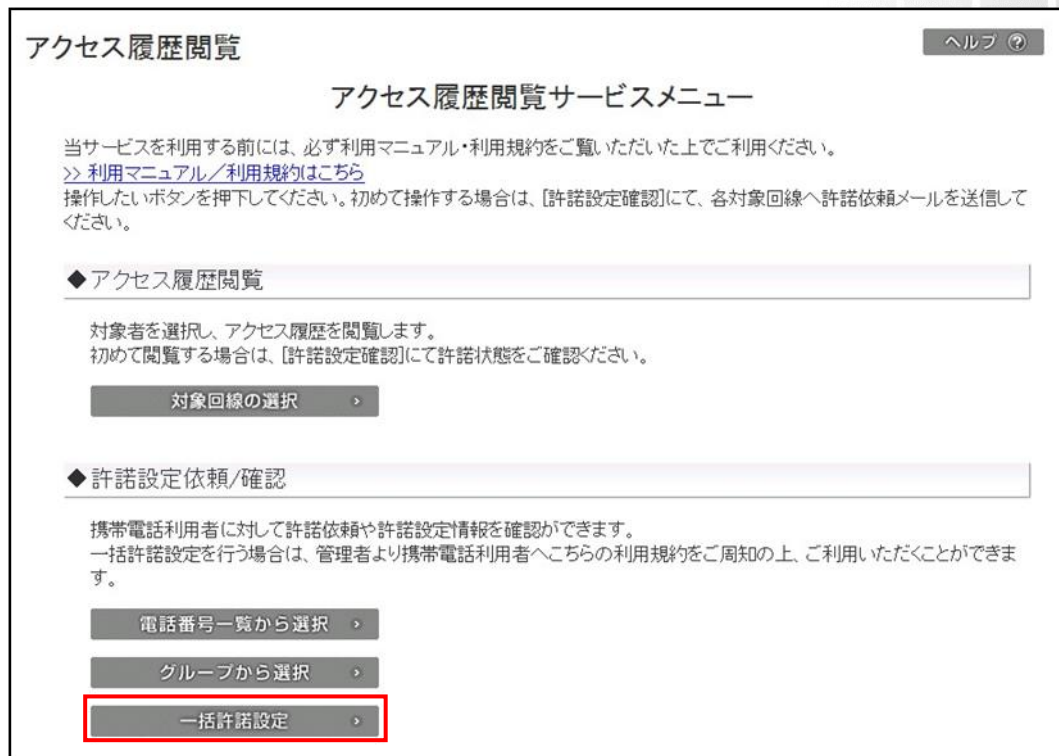 アクセス履歴閲覧
ヘルプ ?
アクセス履歴閲覧サービスメニュー
当サービスを利用する前には、必ず利用マニュアル・利用規約をご覧いただいた上でご利用ください。
>> 利用マニュアル／利用規約はこちら
操作したいボタンを押下してください。初めて操作する場合は、[許諾設定確認]にて、各対象回線へ許諾依頼メールを送信して
ください。
◆アクセス履歴閲覧
対象者を選択し、アクセス履歴を閲覧します。
初めて閲覧する場合は、[許諾設定確認]にて許諾状態をご確認ください。
対象回線の選択 ›
◆許諾設定依頼/確認
携帯電話利用者に対して許諾依頼や許諾設定情報を確認ができます。
一括許諾設定を行う場合は、管理者より携帯電話利用者へこちらの利用規約をご周知の上、ご利用いただくことができま
す。
電話番号一覧から選択 ›
グループから選択 ›
一括許諾設定 ›